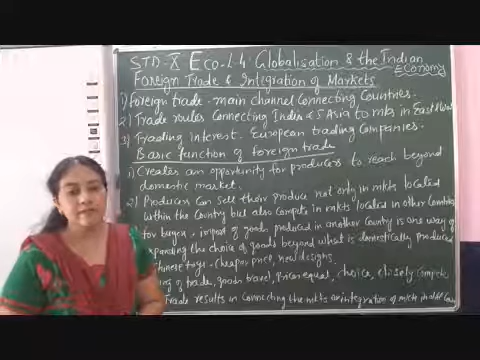 STD-X Eco-L4 Globalisation & the Indian
Economy
Foreign Trade & Integration of Markets
1) Foreign trade - main channel Connecting Countries.
2) Trade routes Connecting India & S Asia to mkts in East & West
3) Trading interest. European trading Companies.
Basic function of foreign trade
1) Creates an opportunity for producers to reach beyond
domestic market.
2) Producers can sell their produce not only in mkts located
within the Country but also compete in mkts located in other Countries
for buyers, import of goods produced in another Country is one way of
expanding the choice of goods beyond what is domestically produced
Chinese toys - cheaper price, new designs.
of trade, goods travel, Prices equal, choice, closely compete
Trade results in connecting the mkts or integration of mkts in